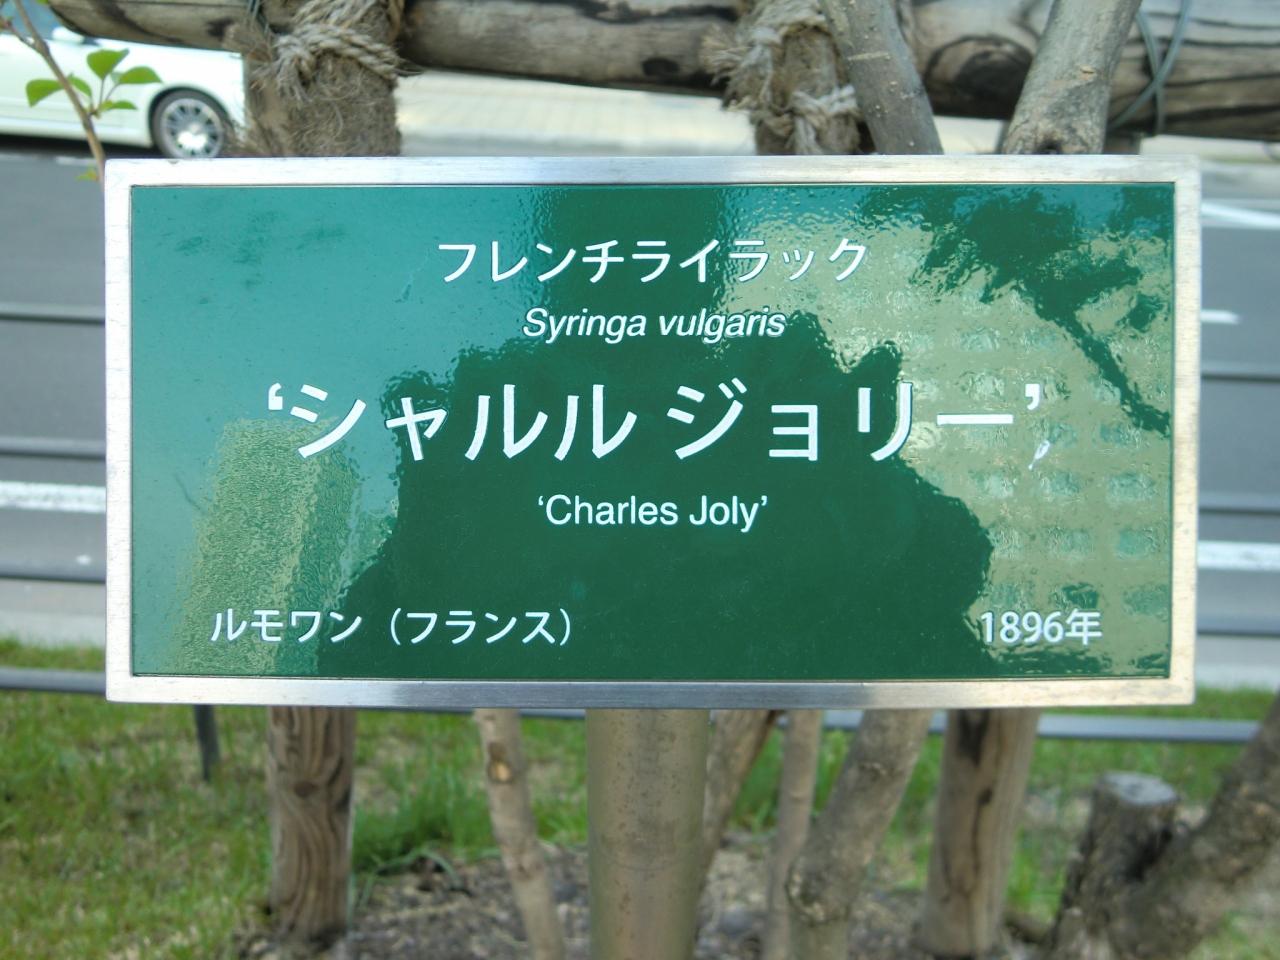 フレンチライラック
Syringa vulgaris
‘シャルル ジョリー’
‘Charles Joly’
ルモワン（フランス） 1896年